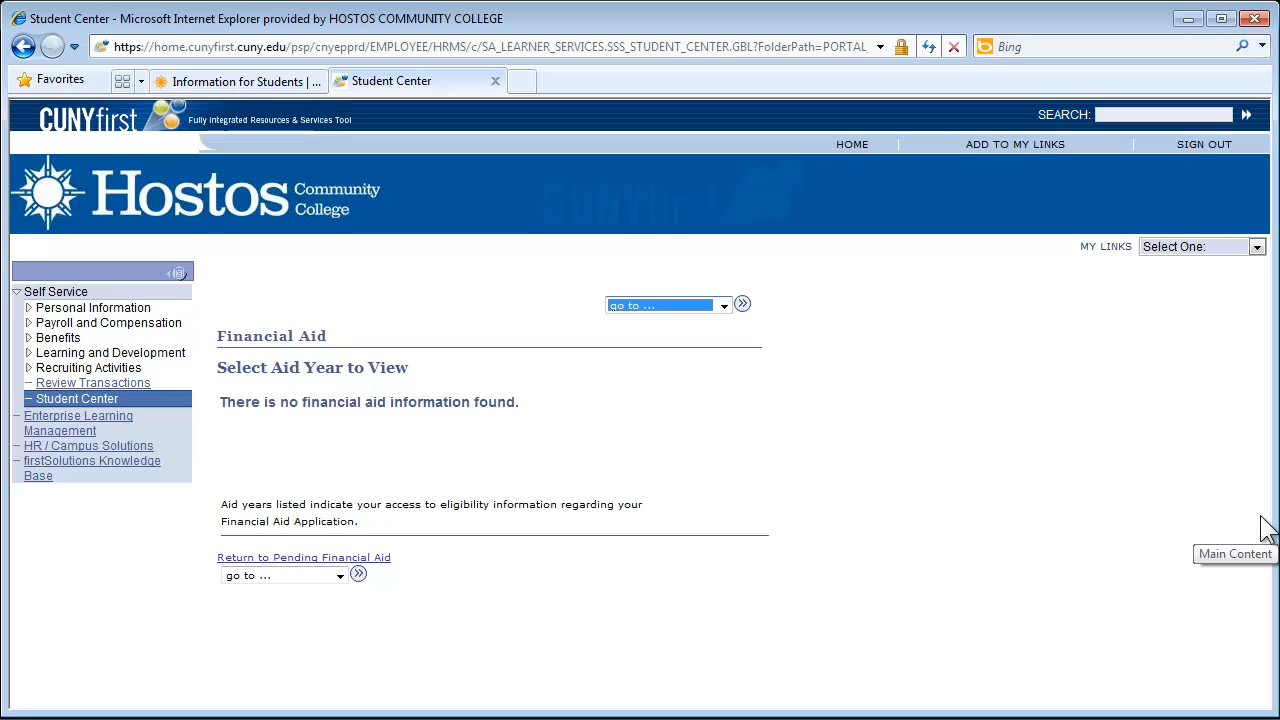 Student Center - Microsoft Internet Explorer provided by HOSTOS COMMUNITY COLLEGE
https://home.cunyfirst.cuny.edu/psp/cnyepprd/EMPLOYEE/HRMS/c/SA_LEARNER_SERVICES.SSS_STUDENT_CENTER.GBL?FolderPath=PORTAL_
Bing
Favorites
Information for Students | ...
Student Center
CUNYfirst
Fully Integrated Resources & Services Tool
SEARCH:
HOME
ADD TO MY LINKS
SIGN OUT
Hostos Community College
CUNYfirst
MY LINKS
Select One:
Self Service
Personal Information
Payroll and Compensation
Benefits
Learning and Development
Recruiting Activities
Review Transactions
Student Center
Enterprise Learning
Management
HR / Campus Solutions
firstSolutions Knowledge
Base
go to ...
Financial Aid
Select Aid Year to View
There is no financial aid information found.
Aid years listed indicate your access to eligibility information regarding your
Financial Aid Application.
Return to Pending Financial Aid
go to ...
Main Content